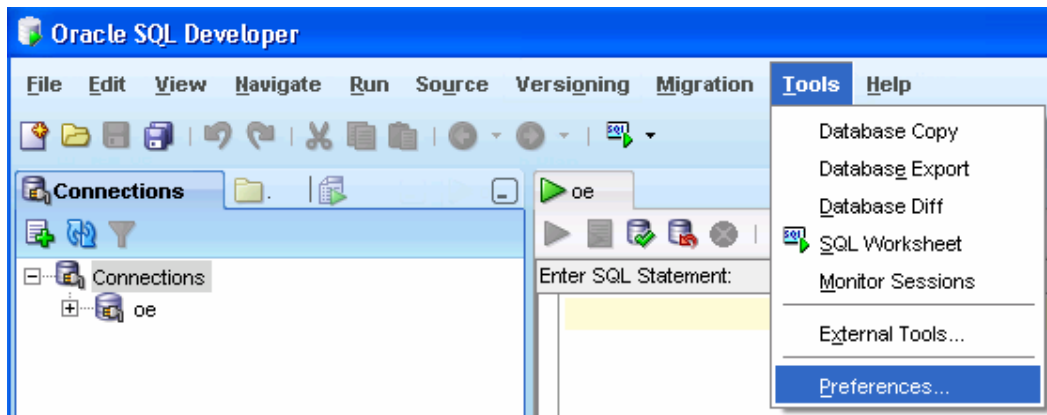 Oracle SQL Developer
File Edit View Navigate Run Source Versioning Migration Tools Help
Database Copy
Database Export
Database Diff
SQL Worksheet
Monitor Sessions
External Tools...
Preferences...
Connections
oe
Connections
oe
Enter SQL Statement: